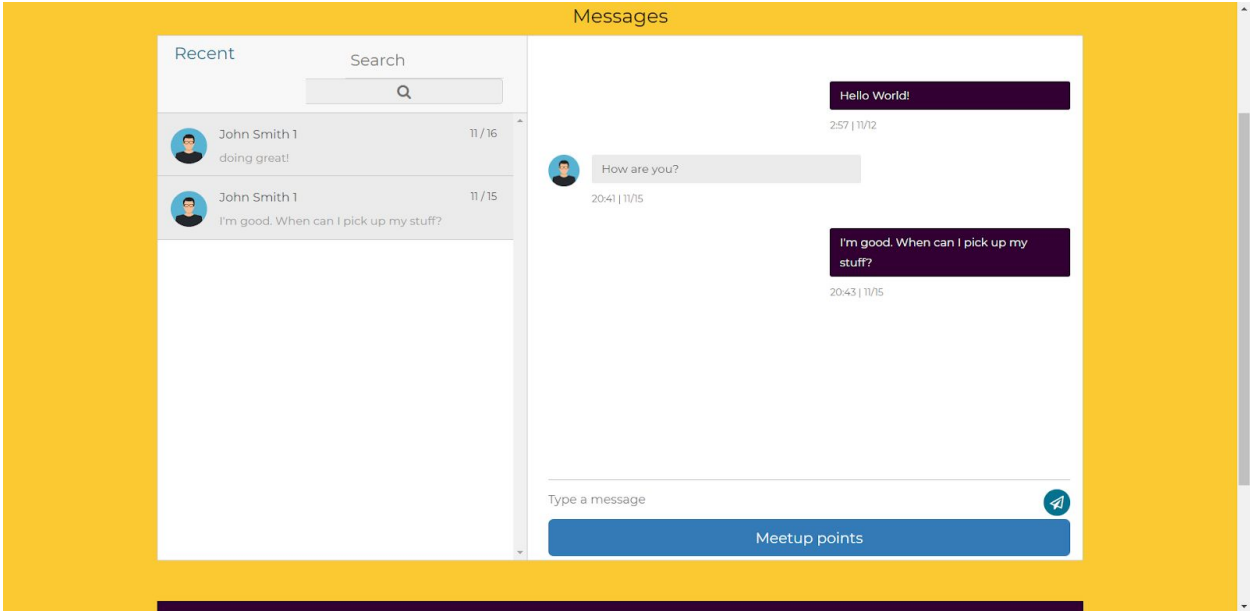 Messages
Recent
Search
John Smith 1
11 / 16
doing great!
John Smith 1
11 / 15
I'm good. When can I pick up my stuff?
Hello World!
2:57 | 11/12
How are you?
20:41 | 11/15
I'm good. When can I pick up my
stuff?
20:43 | 11/15
Type a message
Meetup points